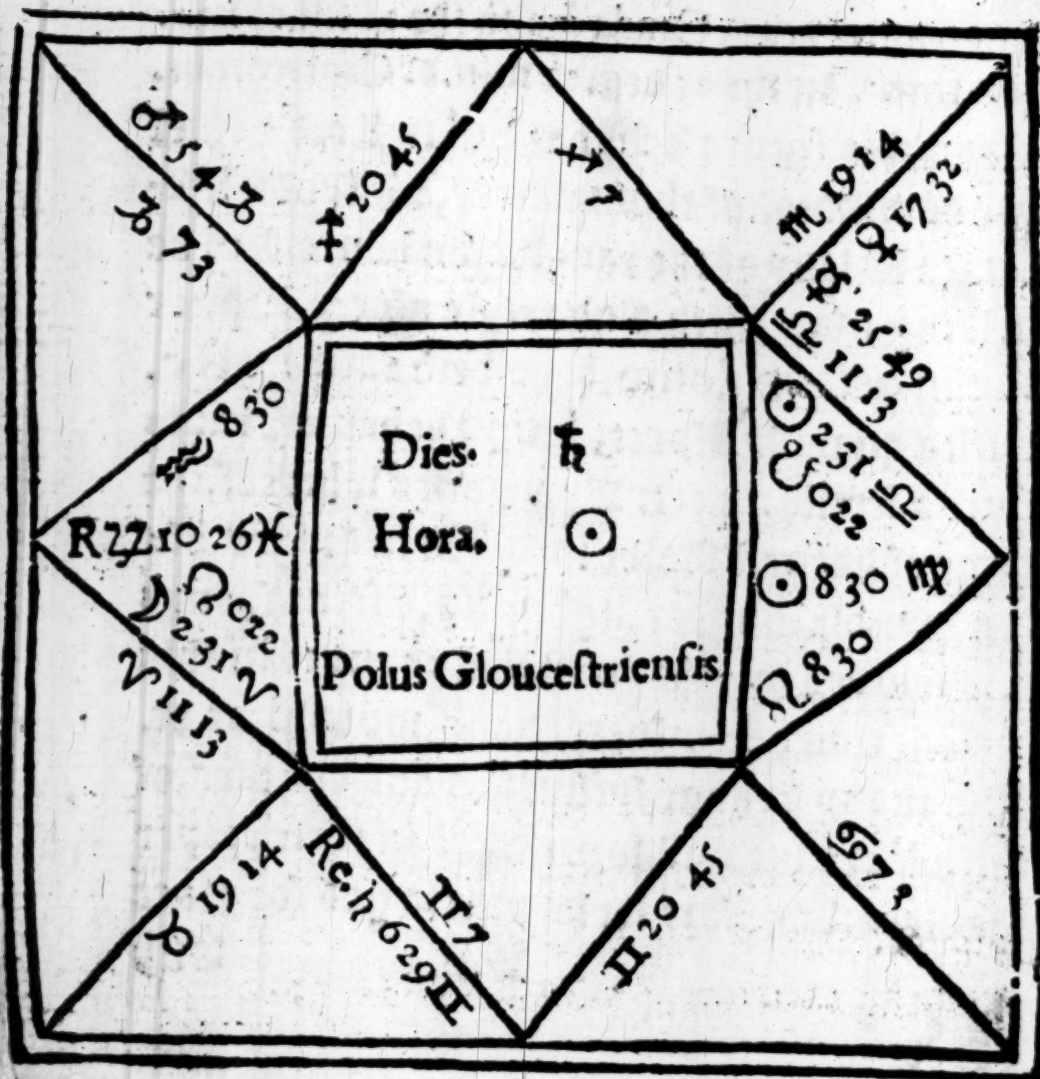 ♂ 5 4 ♑
♑ 7 3
♐ 20 45
♐ 7
♏ 19 14
♀ 17 32
☿ 25 49
♎ 11 13
♒ 8 30
Dies. ♄
Hora. ☉
Polus Glouceſtrienſis
☉ 2 31 ♎
☋ 0 22
☉ 8 30 ♍
♌ 8 30
10 26 ♓
☊ 0 22
☽ 2 31 ♈
♈ 11 13
♉ 19 14
Re. ♄ 6 29 ♊
♊ 7
♊ 20 45
♋ 7 3